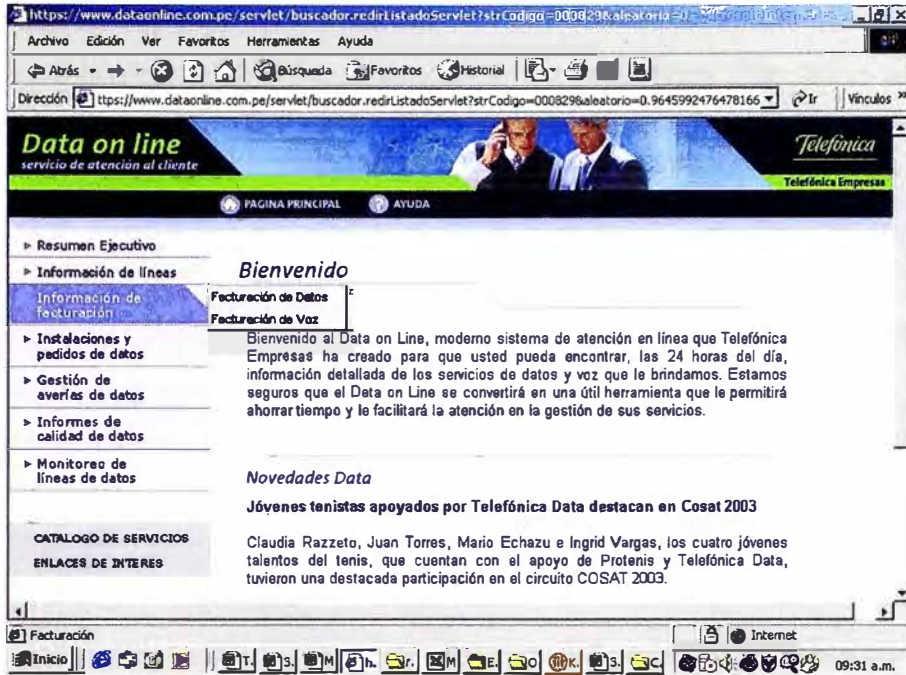 https://www.dataonline.com.pe/servlet/buscador.redirListadoServlet?strCodigo=000829&aleatorio=0
Archivo Edición Ver Favoritos Herramientas Ayuda
Atrás Búsqueda Favoritos Historial
Dirección ttps://www.dataonline.com.pe/servlet/buscador.redirListadoServlet?strCodigo=000829&aleatorio=0.9645992476478166 Ir Vínculos »
Data on line
servicio de atención al cliente
Telefónica
Telefónica Empresas
PAGINA PRINCIPAL AYUDA
Resumen Ejecutivo
Información de líneas
Información de
facturación
Facturación de Datos
Facturación de Voz
Instalaciones y
pedidos de datos
Gestión de
averías de datos
Informes de
calidad de datos
Monitoreo de
líneas de datos
CATALOGO DE SERVICIOS
ENLACES DE INTERES
Bienvenido
Bienvenido al Data on Line, moderno sistema de atención en línea que Telefónica
Empresas ha creado para que usted pueda encontrar, las 24 horas del día,
información detallada de los servicios de datos y voz que le brindamos. Estamos
seguros que el Data on Line se convertirá en una útil herramienta que le permitirá
ahorrar tiempo y le facilitará la atención en la gestión de sus servicios.
Novedades Data
Jóvenes tenistas apoyados por Telefónica Data destacan en Cosat 2003
Claudia Razzeto, Juan Torres, Mario Echazu e Ingrid Vargas, los cuatro jóvenes
talentos del tenis, que cuentan con el apoyo de Protenis y Telefónica Data,
tuvieron una destacada participación en el circuito COSAT 2003.
Facturación Internet
Inicio T. S. M h. r. M E. O K. S. C 09:31 a.m.